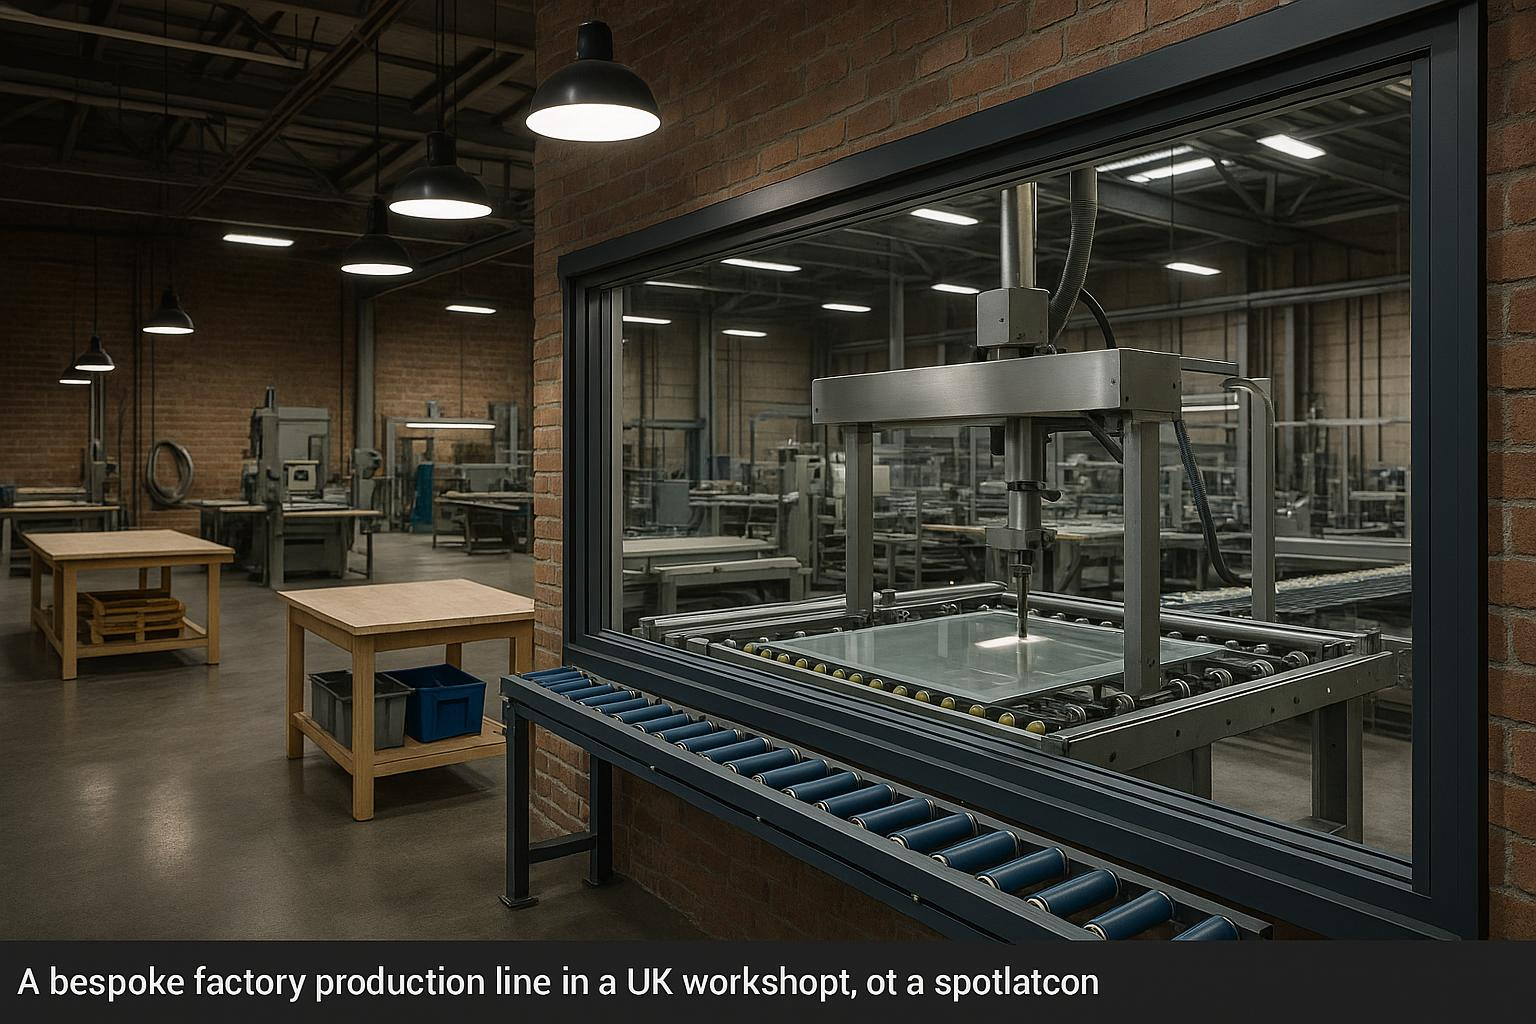 A bespoke factory production line in a UK workshopt, ot a spotlatcon